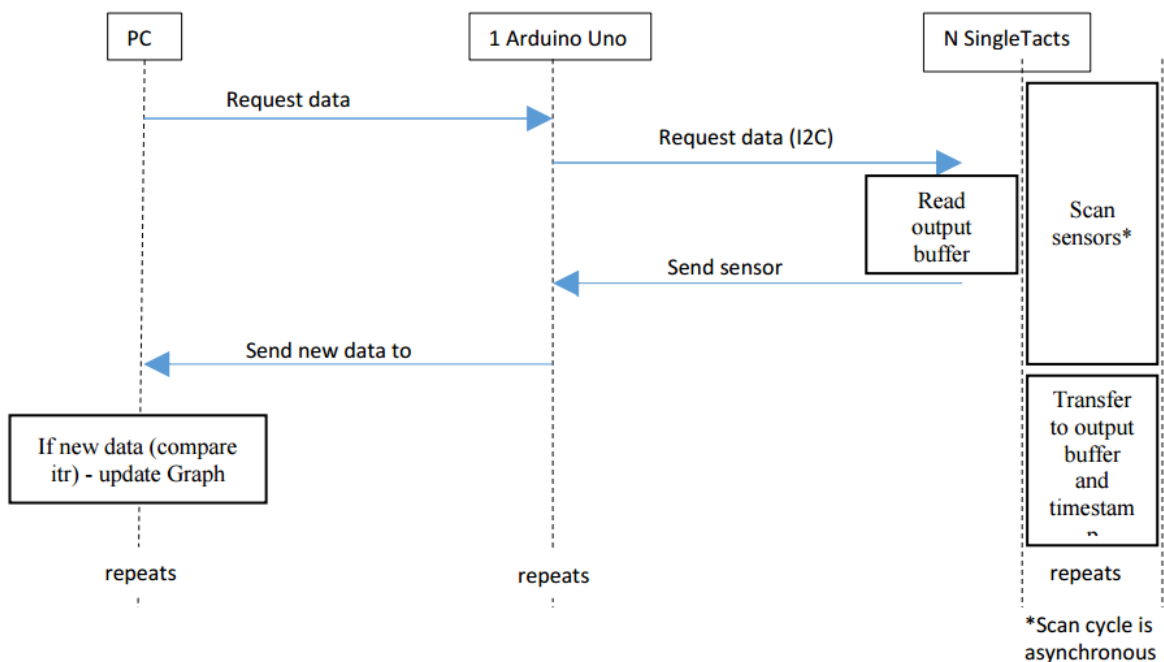 PC
1 Arduino Uno
N SingleTacts
Request data
Request data (I2C)
Read
output
buffer
Scan
sensors*
Send sensor
Send new data to
If new data (compare
itr) - update Graph
Transfer
to output
buffer
and
timestam
repeats
repeats
repeats
*Scan cycle is
asynchronous